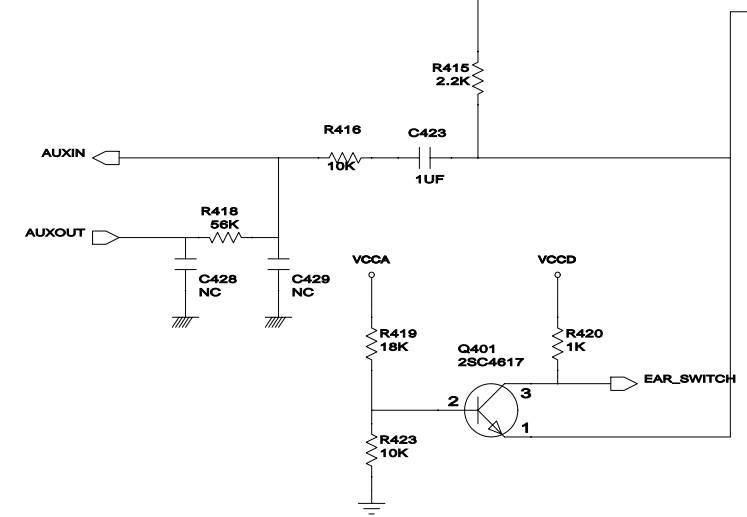 R415
2.2K
R416
10K
C423
1UF
AUXIN
R418
56K
AUXOUT
C428
NC
C429
NC
VCCA
VCCD
R419
18K
Q401
2SC4617
R420
1K
EAR_SWITCH
3
2
1
R423
10K